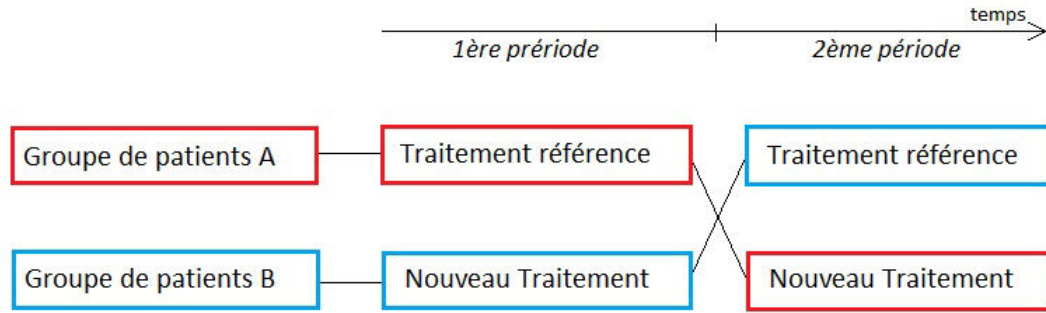 temps
1ère prériode
2ème période
Groupe de patients A
Traitement référence
Traitement référence
Groupe de patients B
Nouveau Traitement
Nouveau Traitement